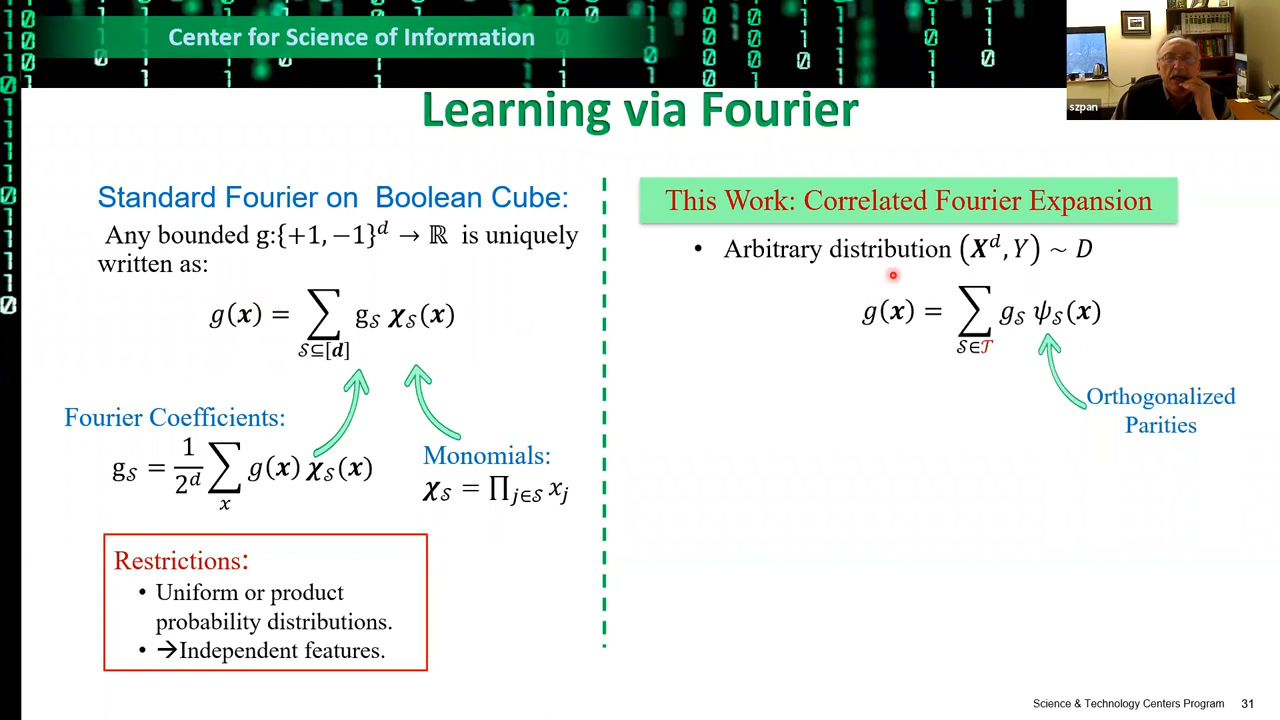 Center for Science of Information
szpan
Learning via Fourier
Standard Fourier on Boolean Cube:
Any bounded g:{+1, −1}^d → ℝ is uniquely
written as:
g(x) = ∑_{𝒮⊆[d]} g_𝒮 χ_𝒮(x)
Fourier Coefficients:
g_𝒮 = 1/2^d ∑_x g(x) χ_𝒮(x)
Monomials:
χ_𝒮 = ∏_{j∈𝒮} x_j
Restrictions:
• Uniform or product
probability distributions.
• →Independent features.
This Work: Correlated Fourier Expansion
• Arbitrary distribution (X^d, Y) ~ D
g(x) = ∑_{𝒮∈𝒯} g_𝒮 ψ_𝒮(x)
Orthogonalized
Parities
Science & Technology Centers Program 31